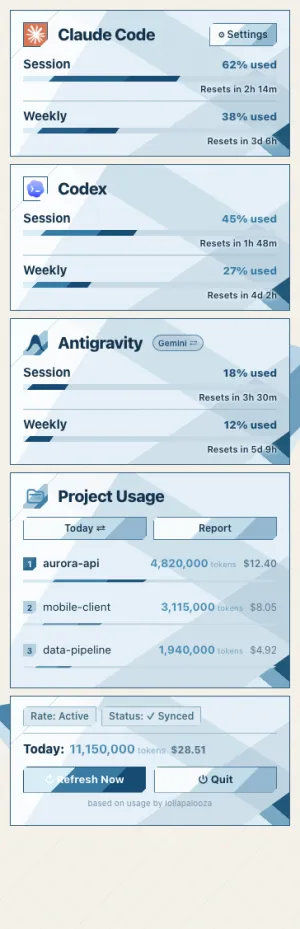 Claude Code
Settings
Session 62% used
Resets in 2h 14m
Weekly 38% used
Resets in 3d 6h
Codex
Session 45% used
Resets in 1h 48m
Weekly 27% used
Resets in 4d 2h
Antigravity Gemini ⇄
Session 18% used
Resets in 3h 30m
Weekly 12% used
Resets in 5d 9h
Project Usage
Today ⇄ Report
1 aurora-api 4,820,000 tokens $12.40
2 mobile-client 3,115,000 tokens $8.05
3 data-pipeline 1,940,000 tokens $4.92
Rate: Active Status: ✓ Synced
Today: 11,150,000 tokens $28.51
Refresh Now Quit
based on usage by lollapalooza